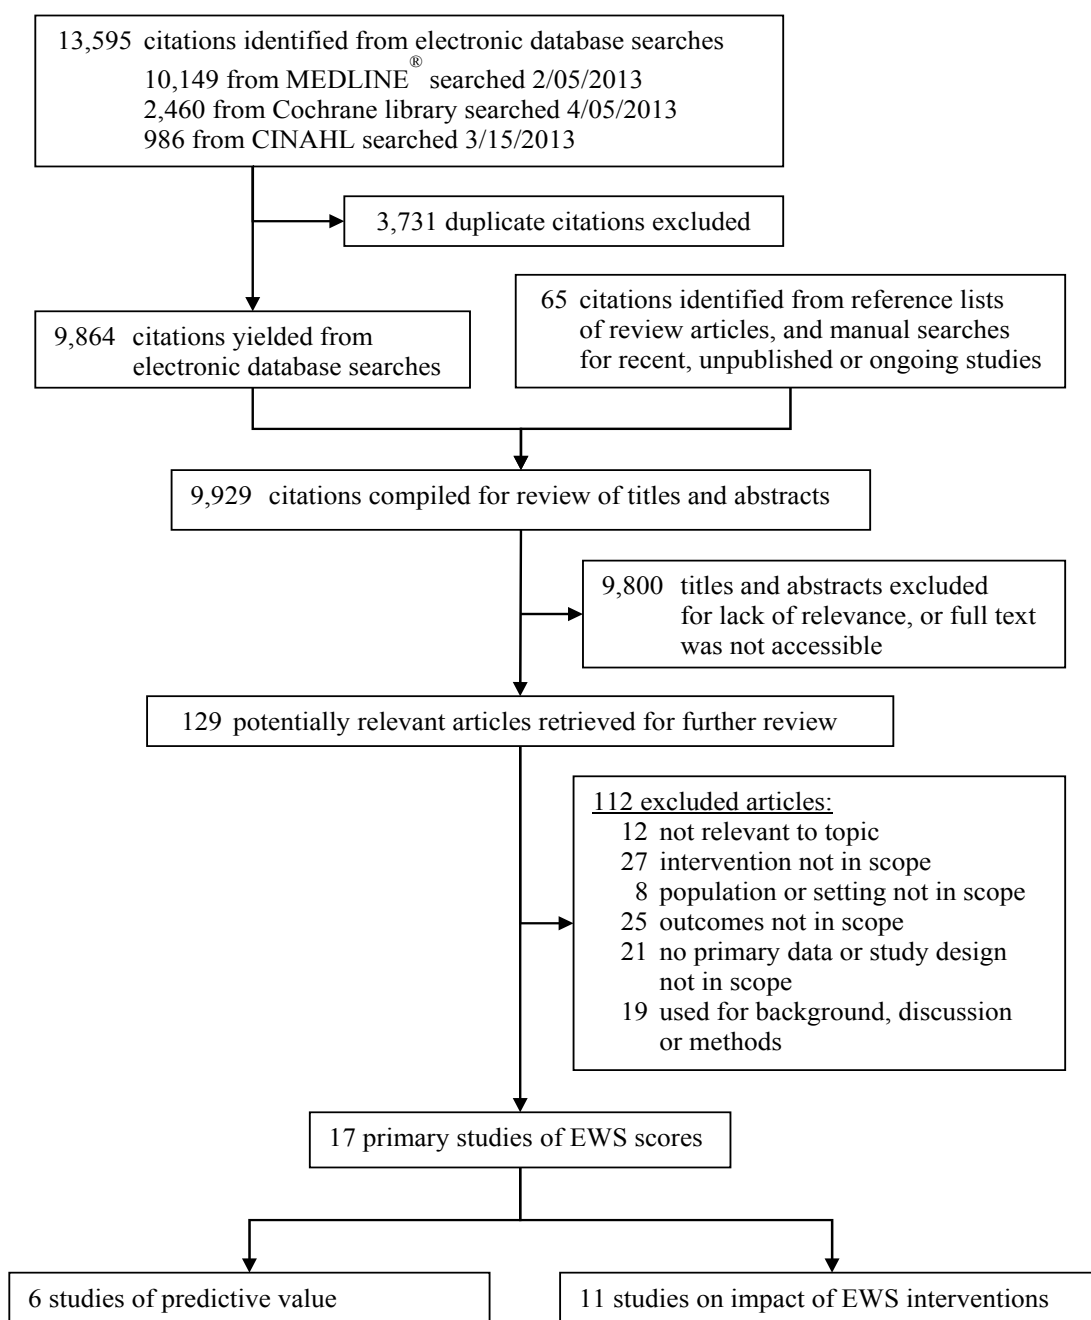 13,595 citations identified from electronic database searches
10,149 from MEDLINE® searched 2/05/2013
2,460 from Cochrane library searched 4/05/2013
986 from CINAHL searched 3/15/2013
3,731 duplicate citations excluded
9,864 citations yielded from
electronic database searches
65 citations identified from reference lists
of review articles, and manual searches
for recent, unpublished or ongoing studies
9,929 citations compiled for review of titles and abstracts
9,800 titles and abstracts excluded
for lack of relevance, or full text
was not accessible
129 potentially relevant articles retrieved for further review
112 excluded articles:
12 not relevant to topic
27 intervention not in scope
8 population or setting not in scope
25 outcomes not in scope
21 no primary data or study design
not in scope
19 used for background, discussion
or methods
17 primary studies of EWS scores
6 studies of predictive value
11 studies on impact of EWS interventions